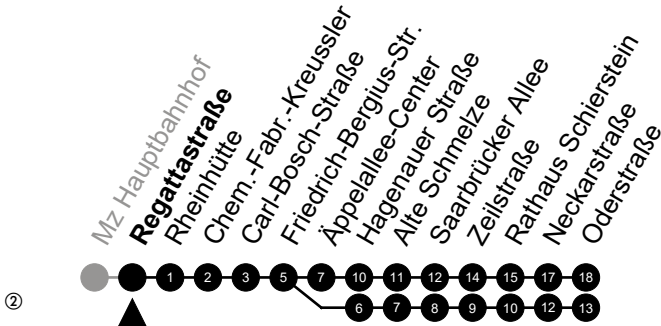 Mz Hauptbahnhof
Regattastraße
Rheinhütte
Chem.-Fabr.-Kreussler
Carl-Bosch-Straße
Friedrich-Bergius-Str.
Äppelallee-Center
Hagenauer Straße
Alte Schmelze
Saarbrücker Allee
Zeilstraße
Rathaus Schierstein
Neckarstraße
Oderstraße
1 2 3 5 7 10 11 12 14 15 17 18
② 6 7 8 9 10 12 13